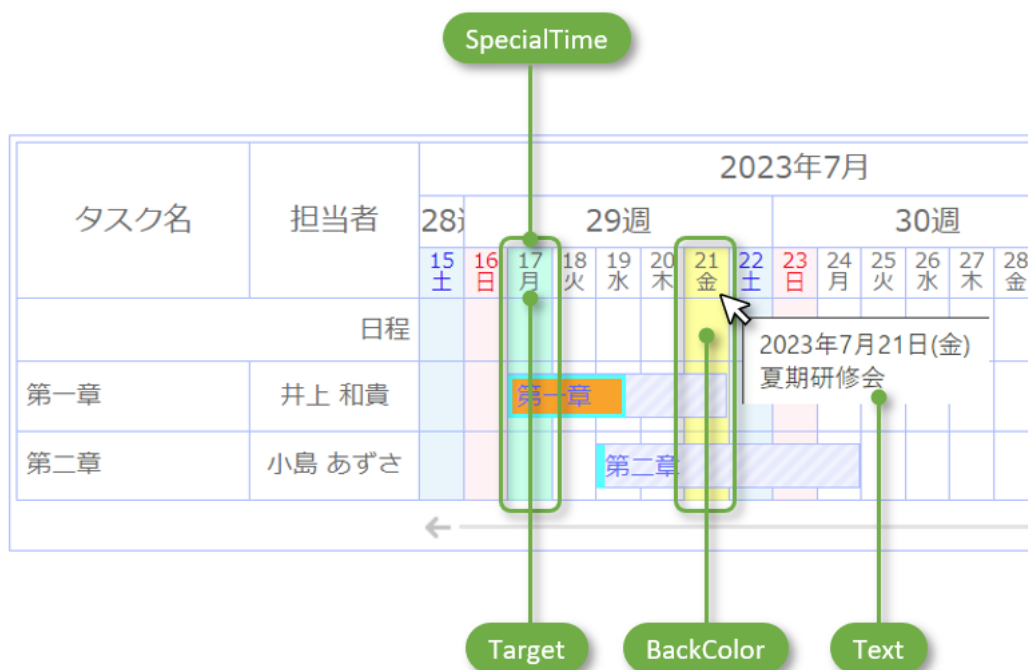 SpecialTime
2023年7月
タスク名 担当者 28週 29週 30週
15 16 17 18 19 20 21 22 23 24 25 26 27 28
土 日 月 火 水 木 金 土 日 月 火 水 木 金
日程
2023年7月21日(金)
夏期研修会
第一章 井上 和貴 第一章
第二章 小島 あずさ 第二章
Target BackColor Text